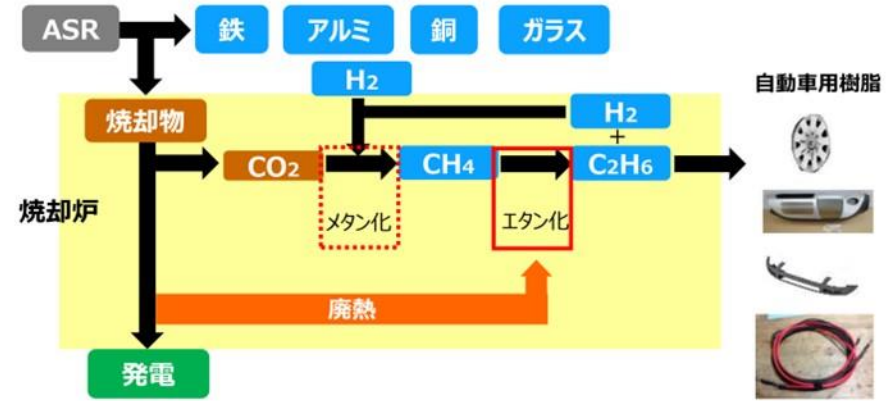 ASR
鉄
アルミ
銅
ガラス
H2
自動車用樹脂
焼却物
H2
+
CO2
CH4
C2H6
焼却炉
メタン化
エタン化
廃熱
発電